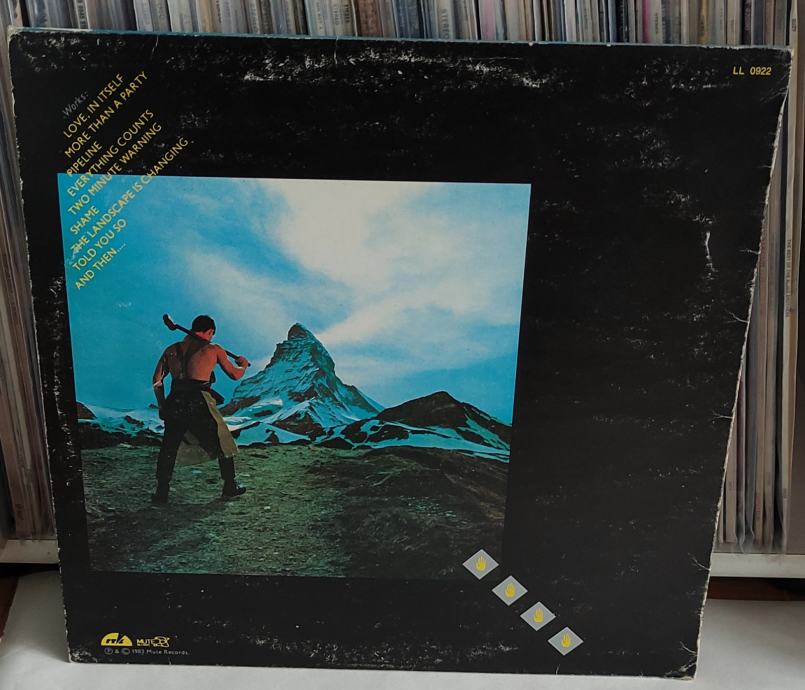 LL 0922
Works:
LOVE, IN ITSELF
MORE THAN A PARTY
PIPELINE
EVERYTHING COUNTS
TWO MINUTE WARNING
SHAME
THE LANDSCAPE IS CHANGING
TOLD YOU SO
AND THEN....
MUTE
Ⓟ & © 1983 Mute Records.